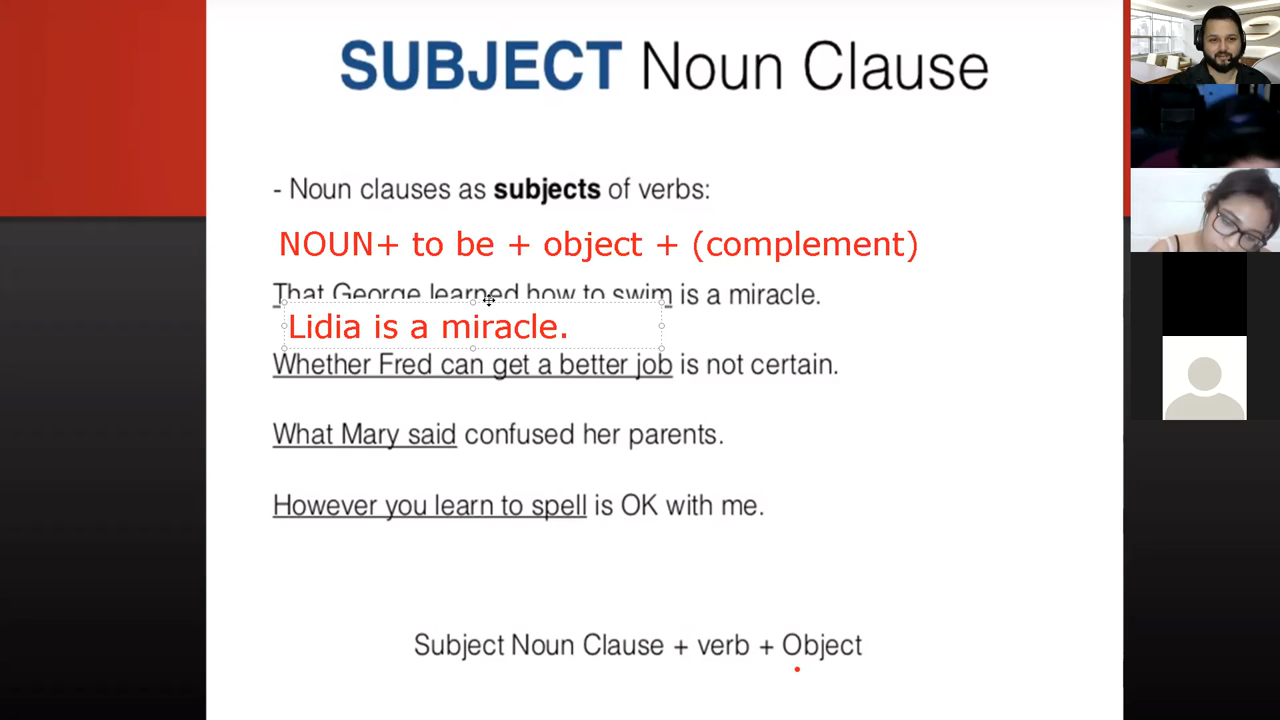 SUBJECT Noun Clause
- Noun clauses as subjects of verbs:
NOUN+ to be + object + (complement)
That George learned how to swim is a miracle.
Lidia is a miracle.
Whether Fred can get a better job is not certain.
What Mary said confused her parents.
However you learn to spell is OK with me.
Subject Noun Clause + verb + Object